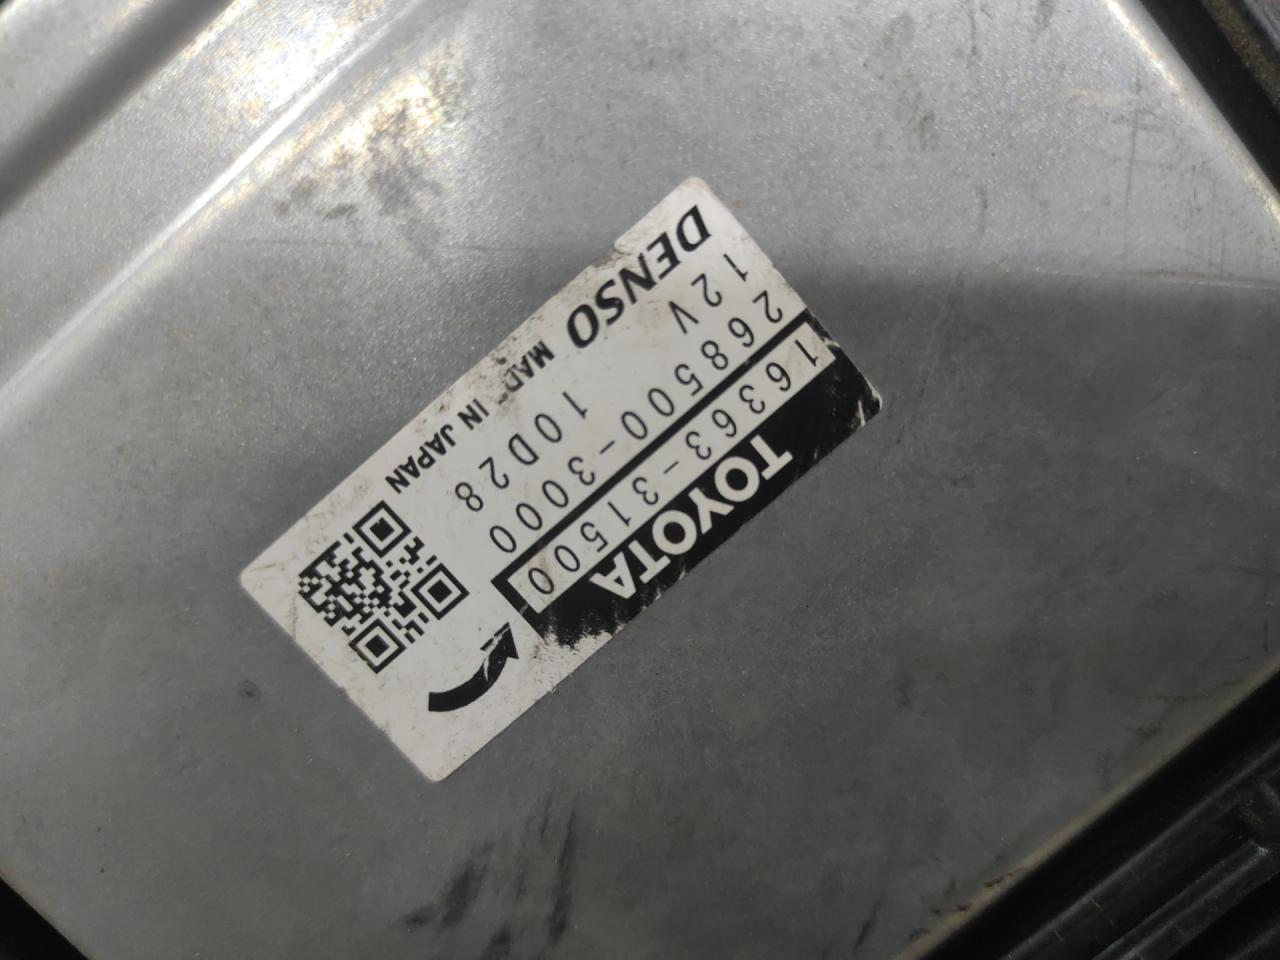 TOYOTA
16363-31500
268500-3000
12V 10D28
DENSO MADE IN JAPAN